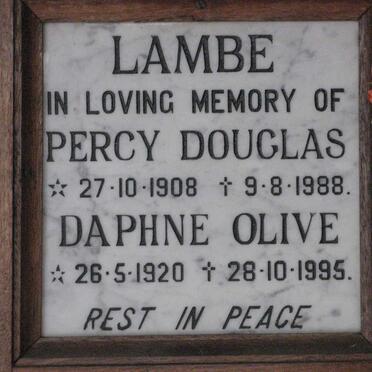 LAMBE
IN LOVING MEMORY OF
PERCY DOUGLAS
☆ 27·10·1908 † 9·8·1988.
DAPHNE OLIVE
☆ 26·5·1920 † 28·10·1995.
REST IN PEACE